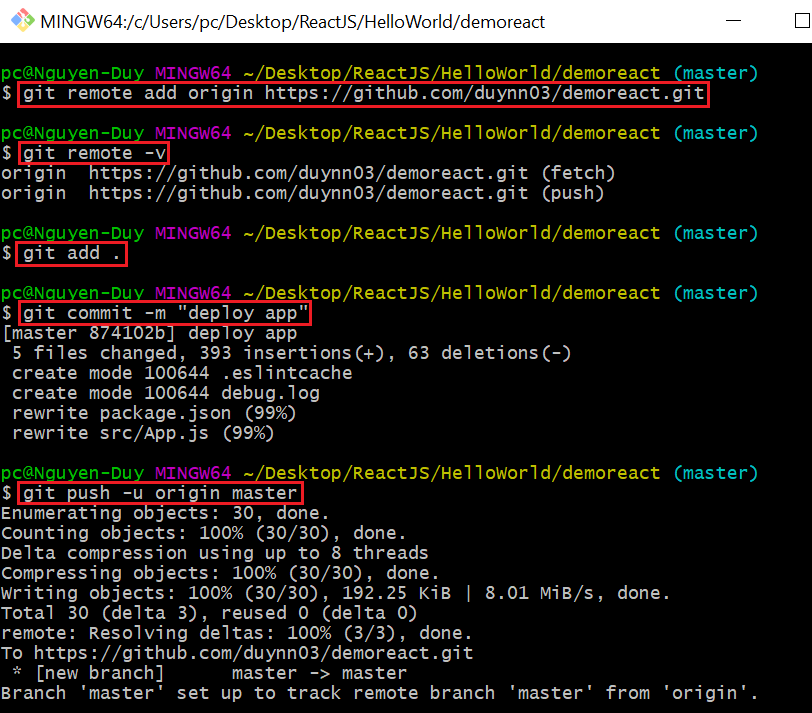 MINGW64:/c/Users/pc/Desktop/ReactJS/HelloWorld/demoreact
pc@Nguyen-Duy MINGW64 ~/Desktop/ReactJS/HelloWorld/demoreact (master)
$ git remote add origin https://github.com/duynn03/demoreact.git
pc@Nguyen-Duy MINGW64 ~/Desktop/ReactJS/HelloWorld/demoreact (master)
$ git remote -v
origin  https://github.com/duynn03/demoreact.git (fetch)
origin  https://github.com/duynn03/demoreact.git (push)
pc@Nguyen-Duy MINGW64 ~/Desktop/ReactJS/HelloWorld/demoreact (master)
$ git add .
pc@Nguyen-Duy MINGW64 ~/Desktop/ReactJS/HelloWorld/demoreact (master)
$ git commit -m "deploy app"
[master 874102b] deploy app
 5 files changed, 393 insertions(+), 63 deletions(-)
 create mode 100644 .eslintcache
 create mode 100644 debug.log
 rewrite package.json (99%)
 rewrite src/App.js (99%)
pc@Nguyen-Duy MINGW64 ~/Desktop/ReactJS/HelloWorld/demoreact (master)
$ git push -u origin master
Enumerating objects: 30, done.
Counting objects: 100% (30/30), done.
Delta compression using up to 8 threads
Compressing objects: 100% (30/30), done.
Writing objects: 100% (30/30), 192.25 KiB | 8.01 MiB/s, done.
Total 30 (delta 3), reused 0 (delta 0)
remote: Resolving deltas: 100% (3/3), done.
To https://github.com/duynn03/demoreact.git
 * [new branch]      master -> master
Branch 'master' set up to track remote branch 'master' from 'origin'.